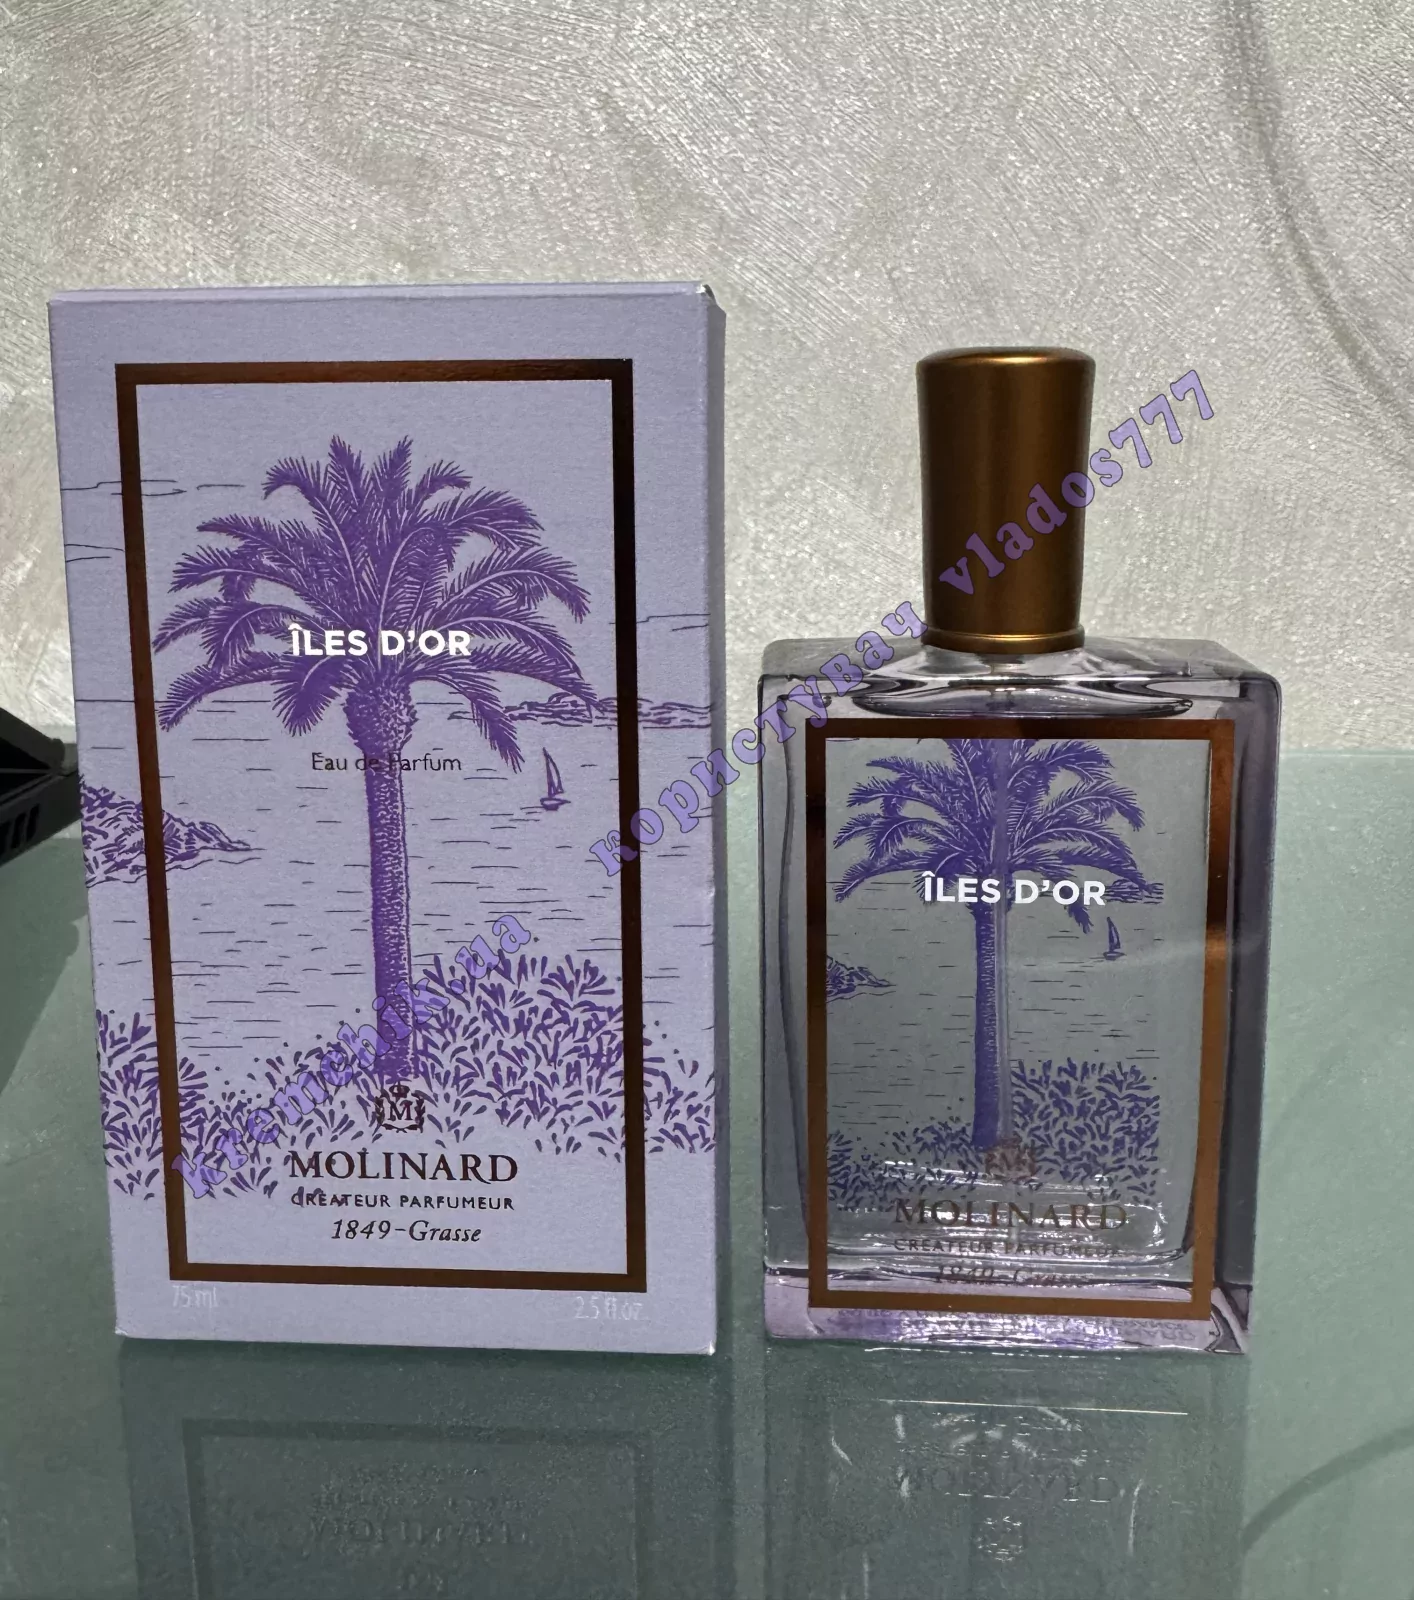 ÎLES D'OR
Eau de Parfum
M
MOLINARD
CRÉATEUR PARFUMEUR
1849-Grasse
75 ml
2.5 fl.oz.
ÎLES D'OR
MOLINARD
CRÉATEUR PARFUMEUR
1849-Grasse
kremchik.ua користувач vlados777